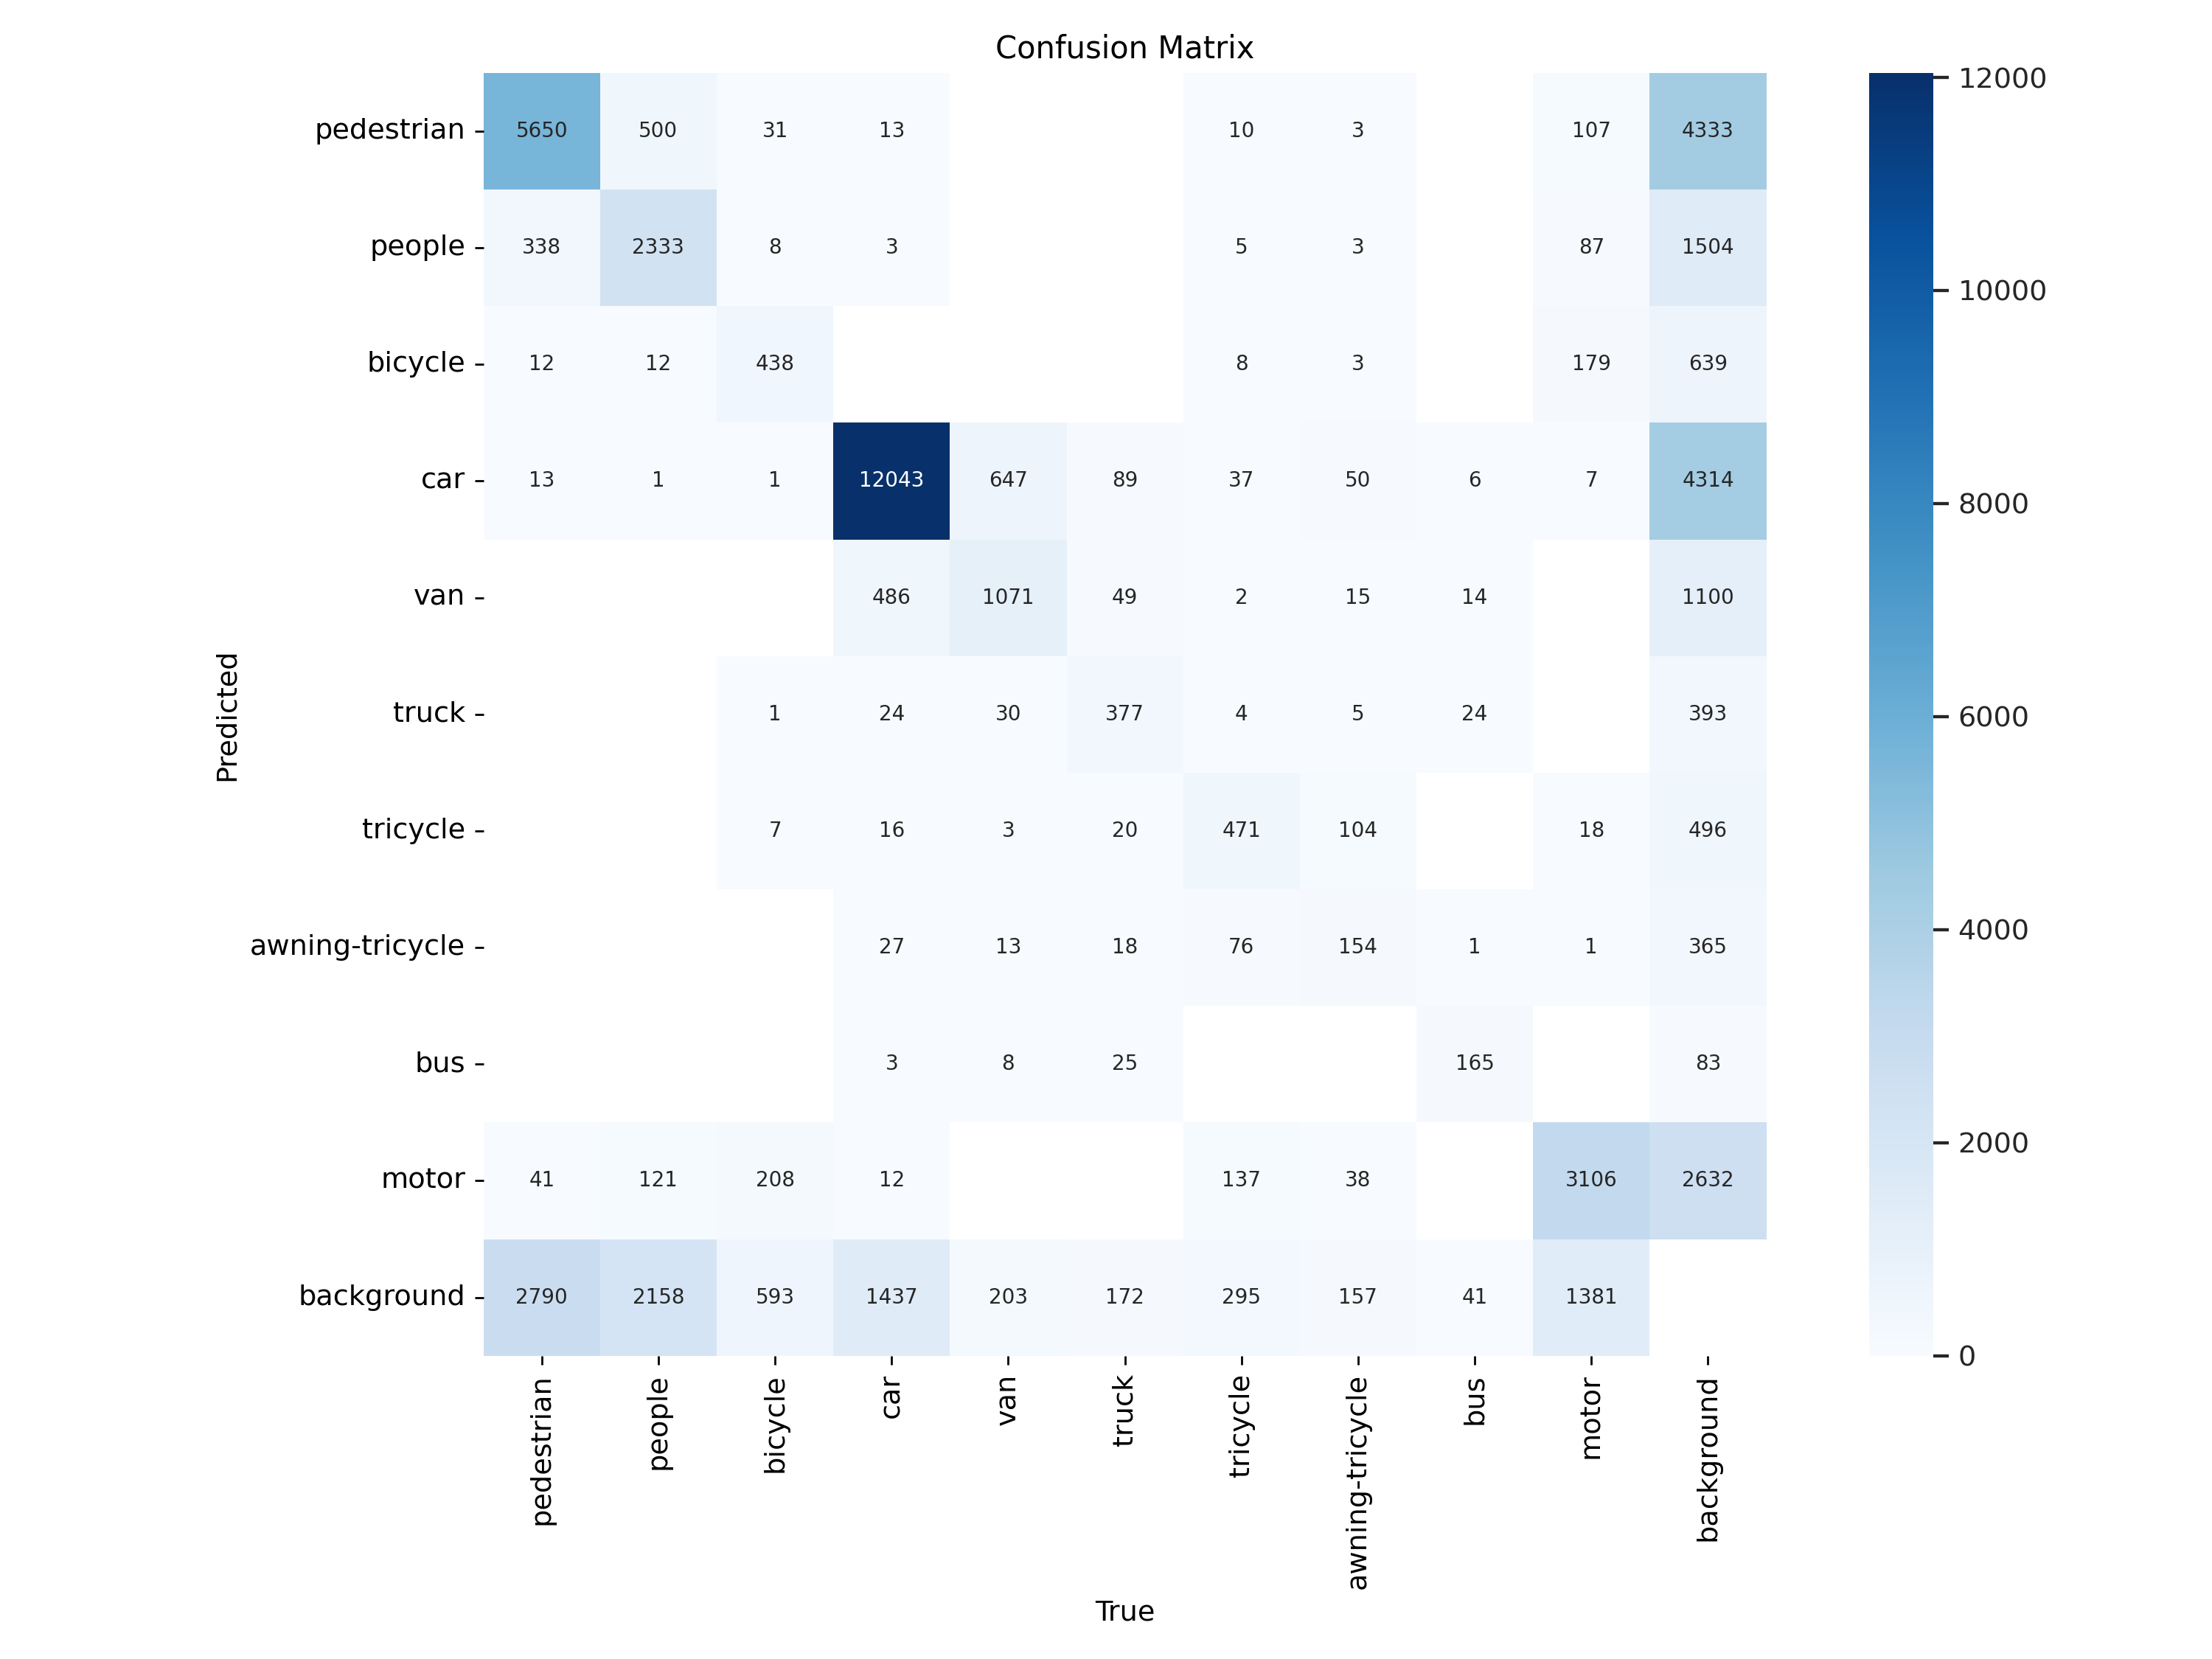 Confusion Matrix
pedestrian 5650 500 31 13 10 3 107 4333
people 338 2333 8 3 5 3 87 1504
bicycle 12 12 438 8 3 179 639
car 13 1 1 12043 647 89 37 50 6 7 4314
van 486 1071 49 2 15 14 1100
truck 1 24 30 377 4 5 24 393
tricycle 7 16 3 20 471 104 18 496
awning-tricycle 27 13 18 76 154 1 1 365
bus 3 8 25 165 83
motor 41 121 208 12 137 38 3106 2632
background 2790 2158 593 1437 203 172 295 157 41 1381
Predicted
pedestrian
people
bicycle
car
van
truck
tricycle
awning-tricycle
bus
motor
background
True
12000
10000
8000
6000
4000
2000
0